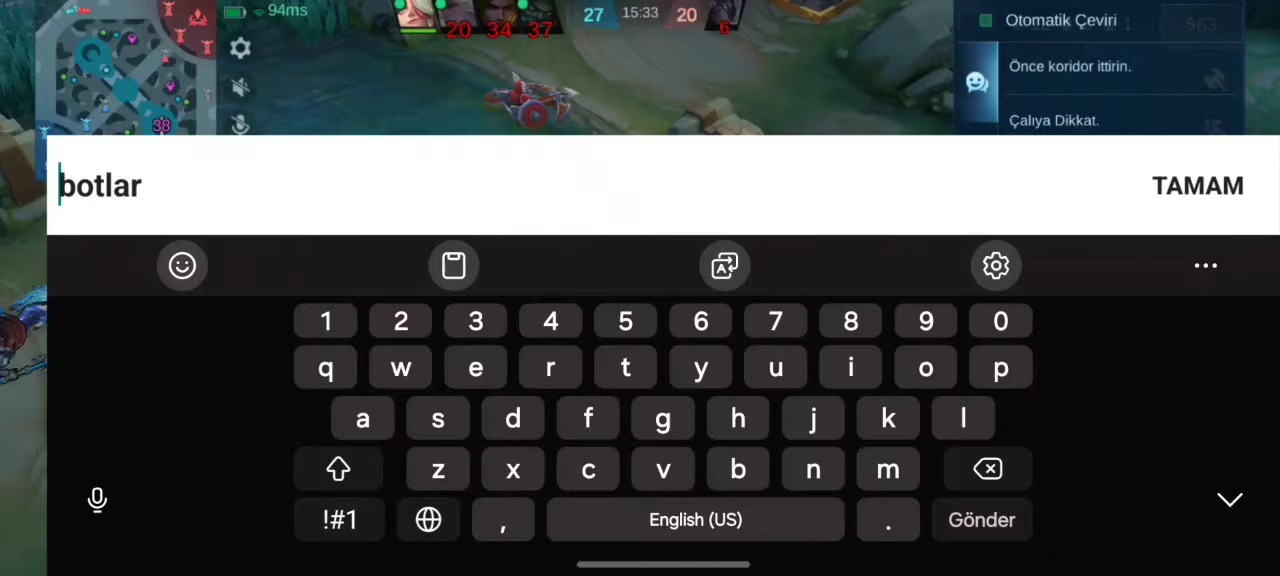 94ms
20 34 37
27 15:33 20
6
Otomatik Çeviri
$63
Önce koridor ittirin.
Çalıya Dikkat.
38
botlar
TAMAM
1 2 3 4 5 6 7 8 9 0
q w e r t y u i o p
a s d f g h j k l
z x c v b n m
!#1 , English (US) . Gönder